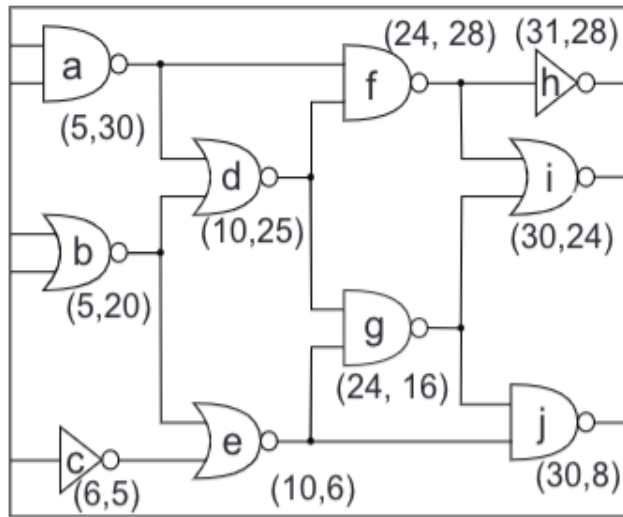 (24, 28) (31,28)
a
f
h
(5,30)
d
i
(10,25)
(30,24)
b
(5,20)
g
(24, 16)
j
e
c
(6,5)
(10,6)
(30,8)